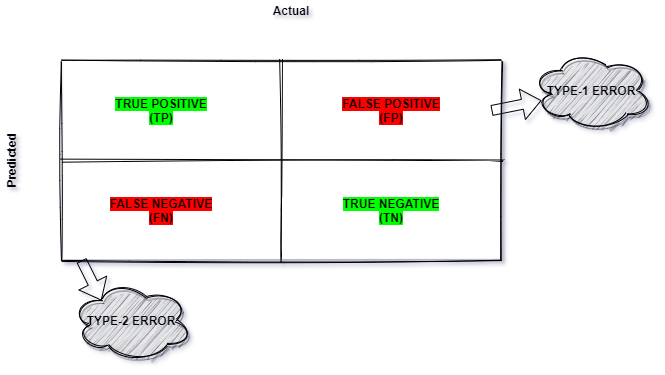 Actual
Predicted
TRUE POSITIVE
(TP)
FALSE POSITIVE
(FP)
TYPE-1 ERROR
FALSE NEGATIVE
(FN)
TRUE NEGATIVE
(TN)
TYPE-2 ERROR